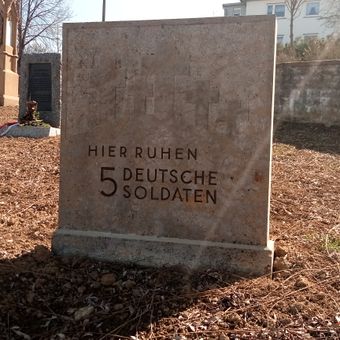 HIER RUHEN
5 DEUTSCHE
SOLDATEN